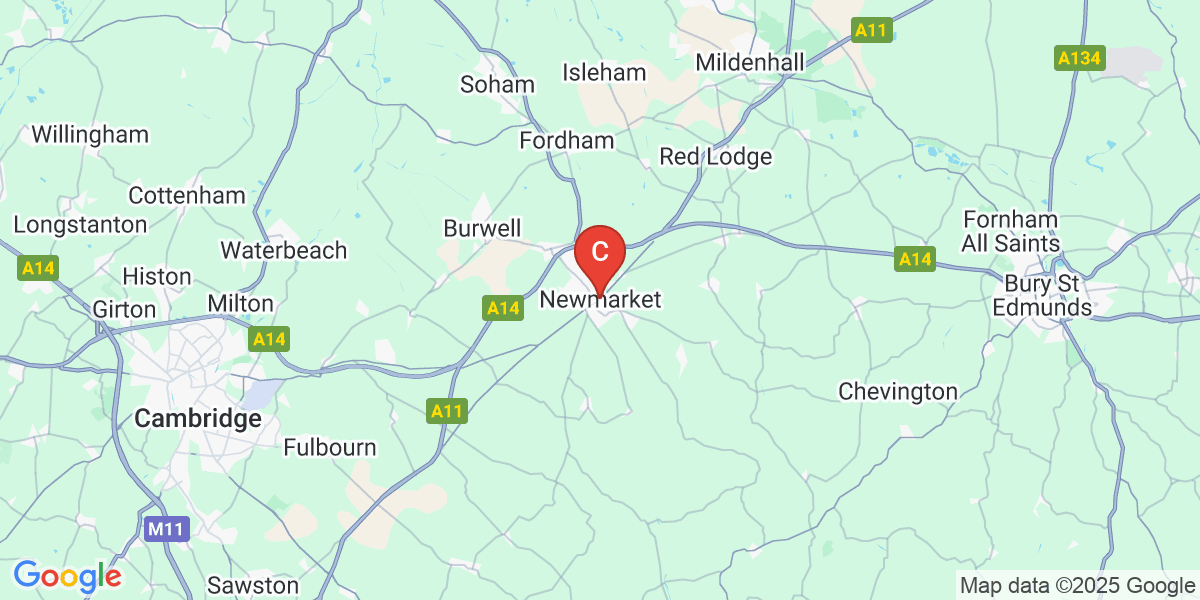 A11
A134
Mildenhall
Isleham
Soham
Willingham
Fordham
Red Lodge
Cottenham
Longstanton
Burwell
Fornham
All Saints
Waterbeach
C
A14
A14
Histon
Bury St
Edmunds
Girton
Milton
A14
Newmarket
A14
Chevington
A11
Cambridge
Fulbourn
M11
Google
Sawston
Map data ©2025 Google